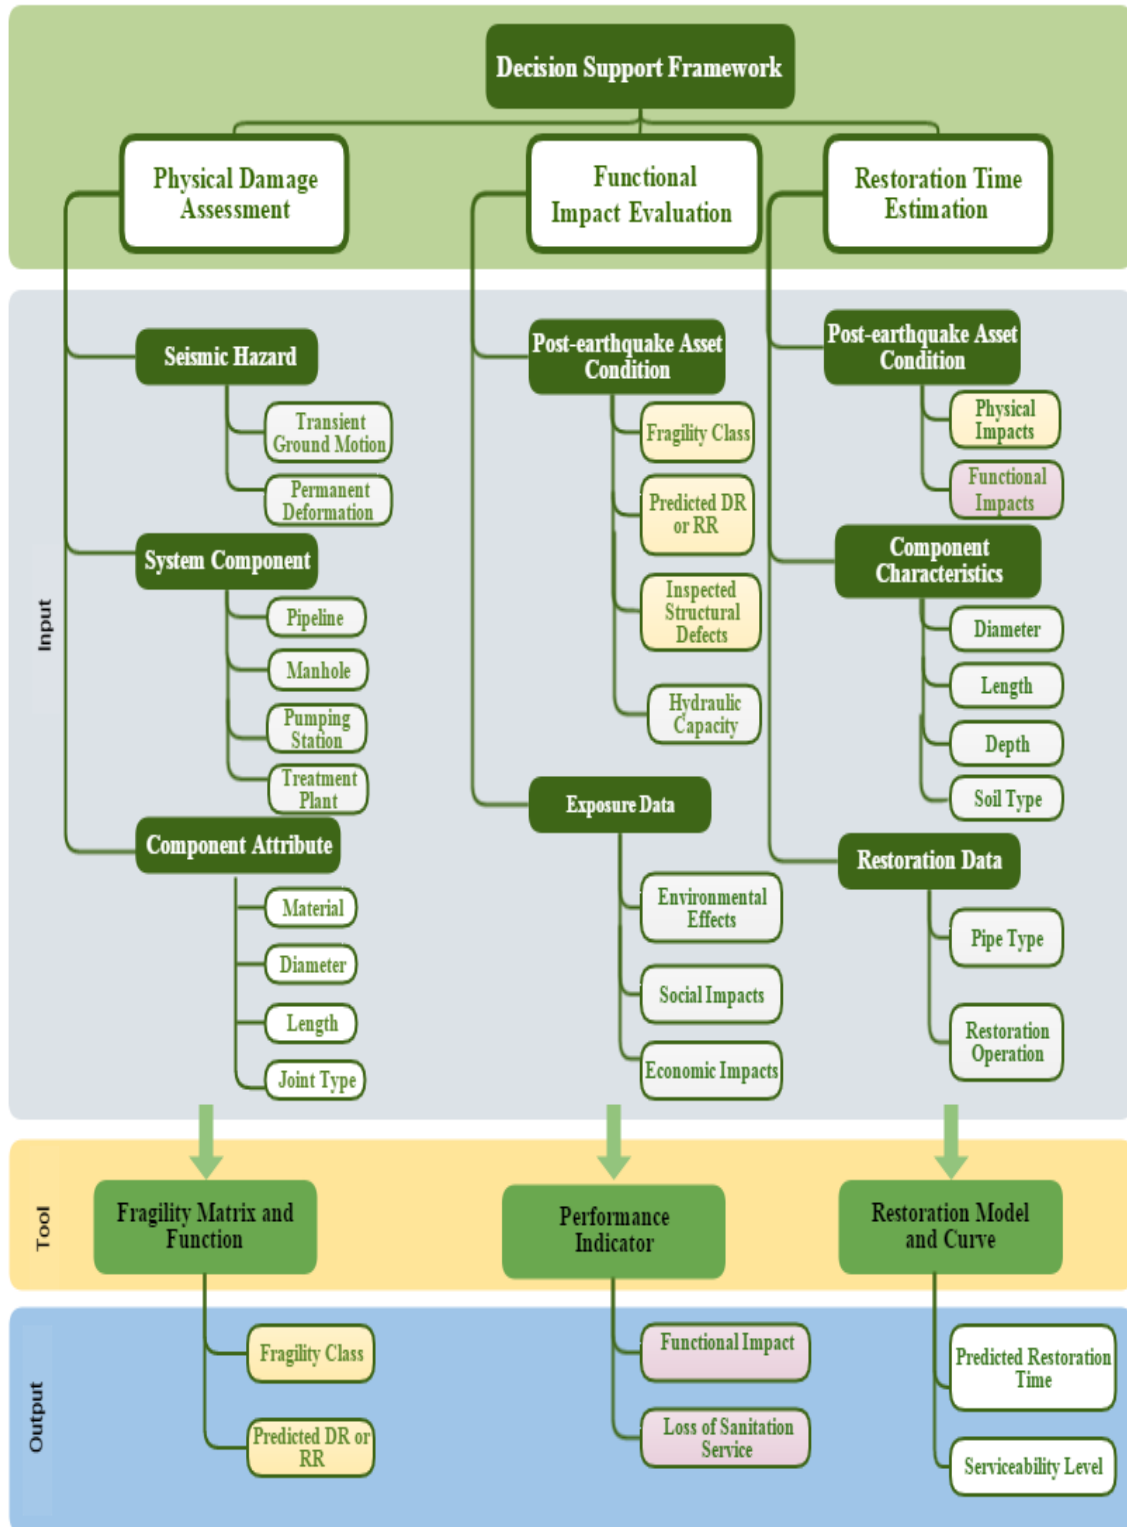 Decision Support Framework
Physical Damage
Assessment
Functional
Impact Evaluation
Restoration Time
Estimation
Input
Seismic Hazard
Transient
Ground Motion
Permanent
Deformation
System Component
Pipeline
Manhole
Pumping
Station
Treatment
Plant
Component Attribute
Material
Diameter
Length
Joint Type
Post-earthquake Asset
Condition
Fragility Class
Predicted DR
or RR
Inspected
Structural
Defects
Hydraulic
Capacity
Exposure Data
Environmental
Effects
Social Impacts
Economic Impacts
Post-earthquake Asset
Condition
Physical
Impacts
Functional
Impacts
Component
Characteristics
Diameter
Length
Depth
Soil Type
Restoration Data
Pipe Type
Restoration
Operation
Tool
Fragility Matrix and
Function
Performance
Indicator
Restoration Model
and Curve
Output
Fragility Class
Predicted DR or
RR
Functional Impact
Loss of Sanitation
Service
Predicted Restoration
Time
Serviceability Level